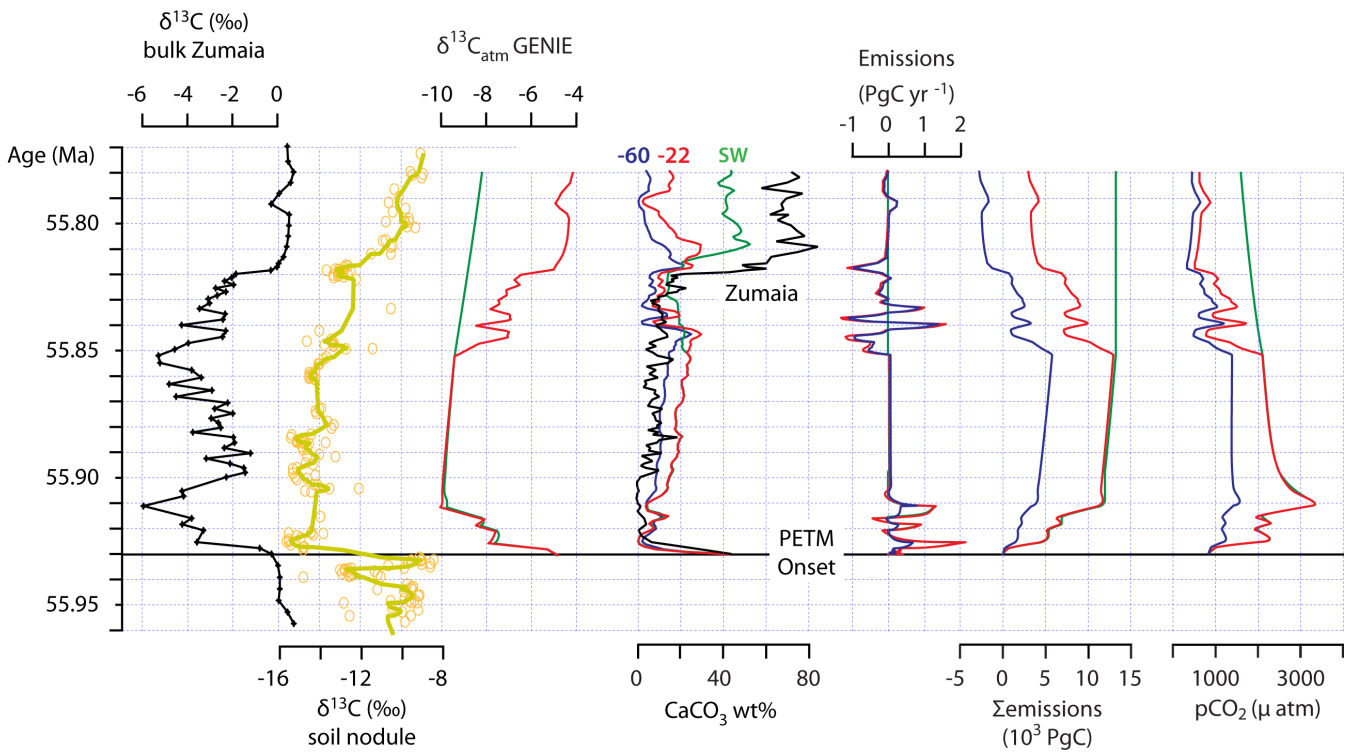 δ¹³C (‰)
bulk Zumaia
-6 -4 -2 0
δ¹³Cₐₜₘ GENIE
-10 -8 -6 -4
Emissions
(PgC yr ⁻¹)
-1 0 1 2
Age (Ma)
-60 -22 SW
55.80
55.85
55.90
55.95
Zumaia
PETM
Onset
-16 -14 -12 -10 -8
δ¹³C (‰)
soil nodule
0 40 80
CaCO₃ wt%
-5 0 5 10 15
Σemissions
(10³ PgC)
1000 3000
pCO₂ (μ atm)